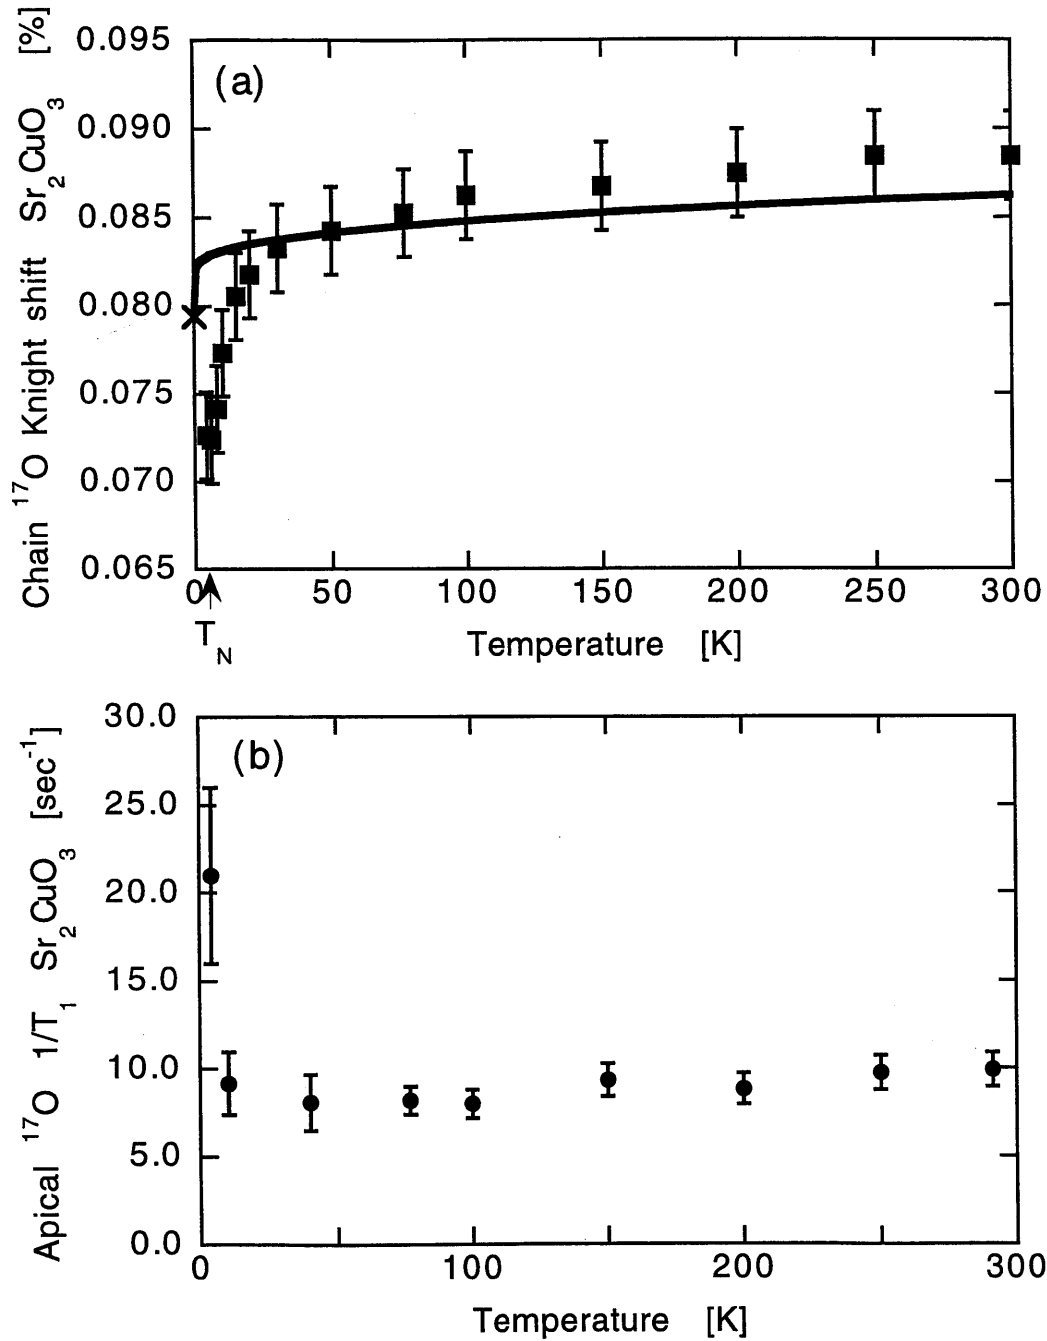 Chain ¹⁷O Knight shift Sr₂CuO₃ [%]
(a)
0.095
0.090
0.085
0.080
0.075
0.070
0.065
0 50 100 150 200 250 300
T_N
Temperature [K]
Apical ¹⁷O 1/T₁ Sr₂CuO₃ [sec⁻¹]
(b)
30.0
25.0
20.0
15.0
10.0
5.0
0.0
0 100 200 300
Temperature [K]